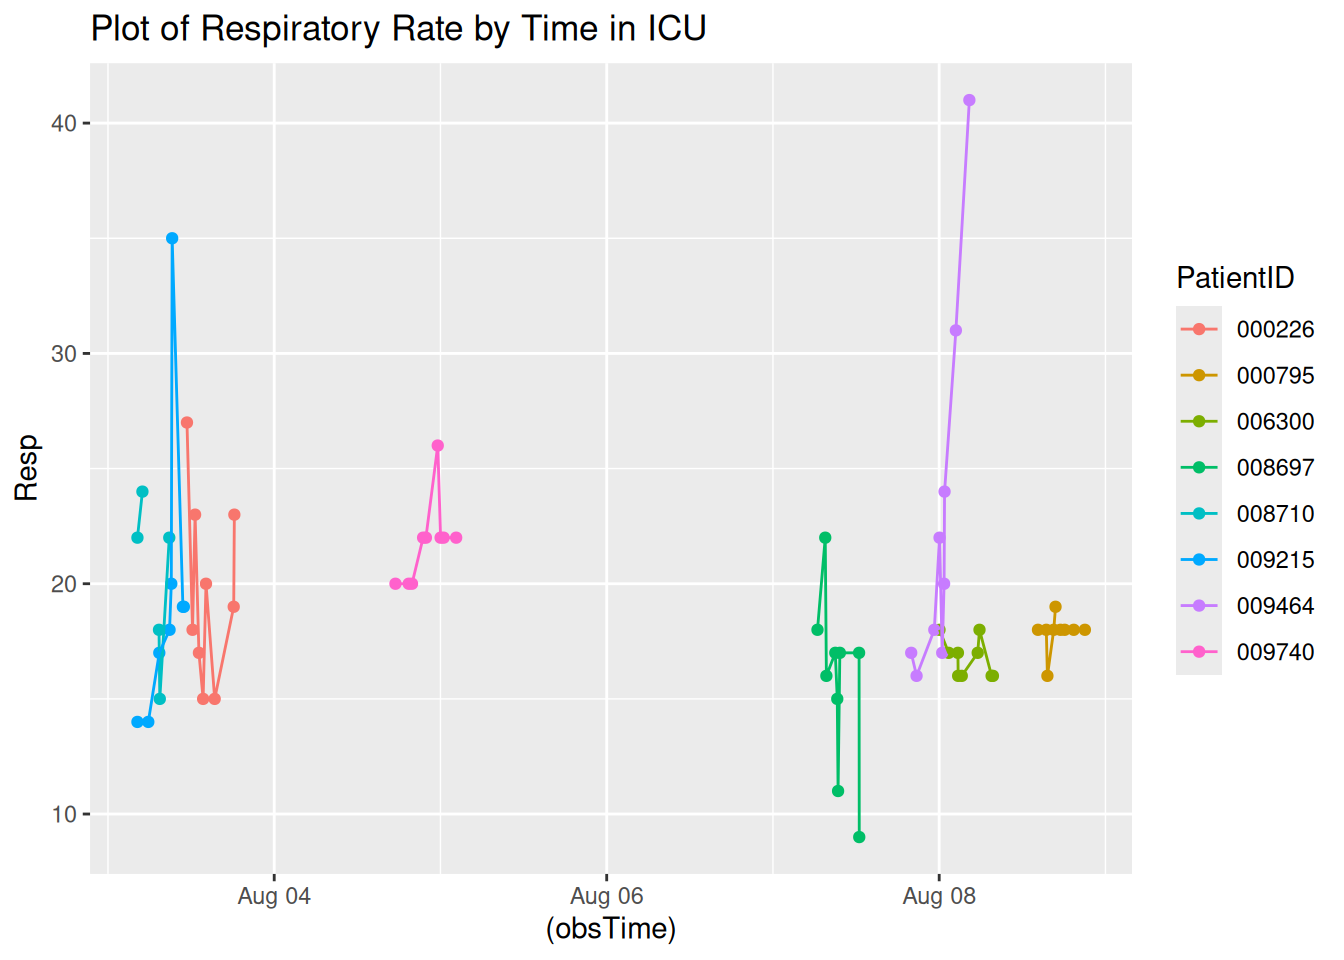 Plot of Respiratory Rate by Time in ICU
Resp
40
30
20
10
Aug 04
Aug 06
Aug 08
(obsTime)
PatientID
000226
000795
006300
008697
008710
009215
009464
009740